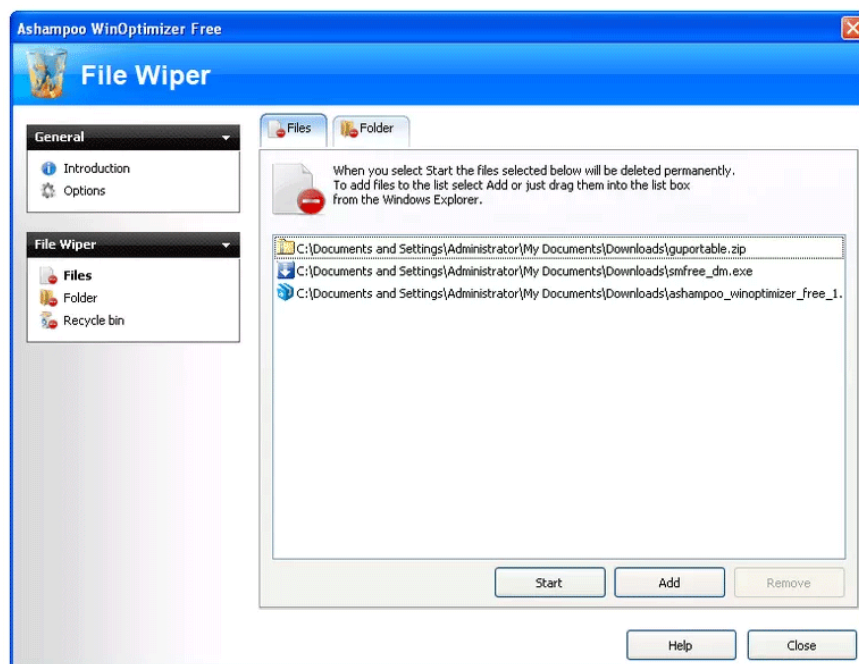 Ashampoo WinOptimizer Free
File Wiper
General
Introduction
Options
File Wiper
Files
Folder
Recycle bin
Files
Folder
When you select Start the files selected below will be deleted permanently.
To add files to the list select Add or just drag them into the list box
from the Windows Explorer.
C:\Documents and Settings\Administrator\My Documents\Downloads\guportable.zip
C:\Documents and Settings\Administrator\My Documents\Downloads\smfree_dm.exe
C:\Documents and Settings\Administrator\My Documents\Downloads\ashampoo_winoptimizer_free_1.
Start
Add
Remove
Help
Close